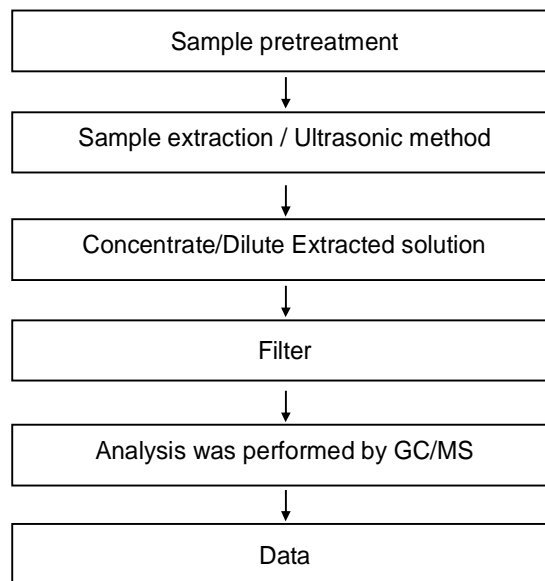 Sample pretreatment
Sample extraction / Ultrasonic method
Concentrate/Dilute Extracted solution
Filter
Analysis was performed by GC/MS
Data